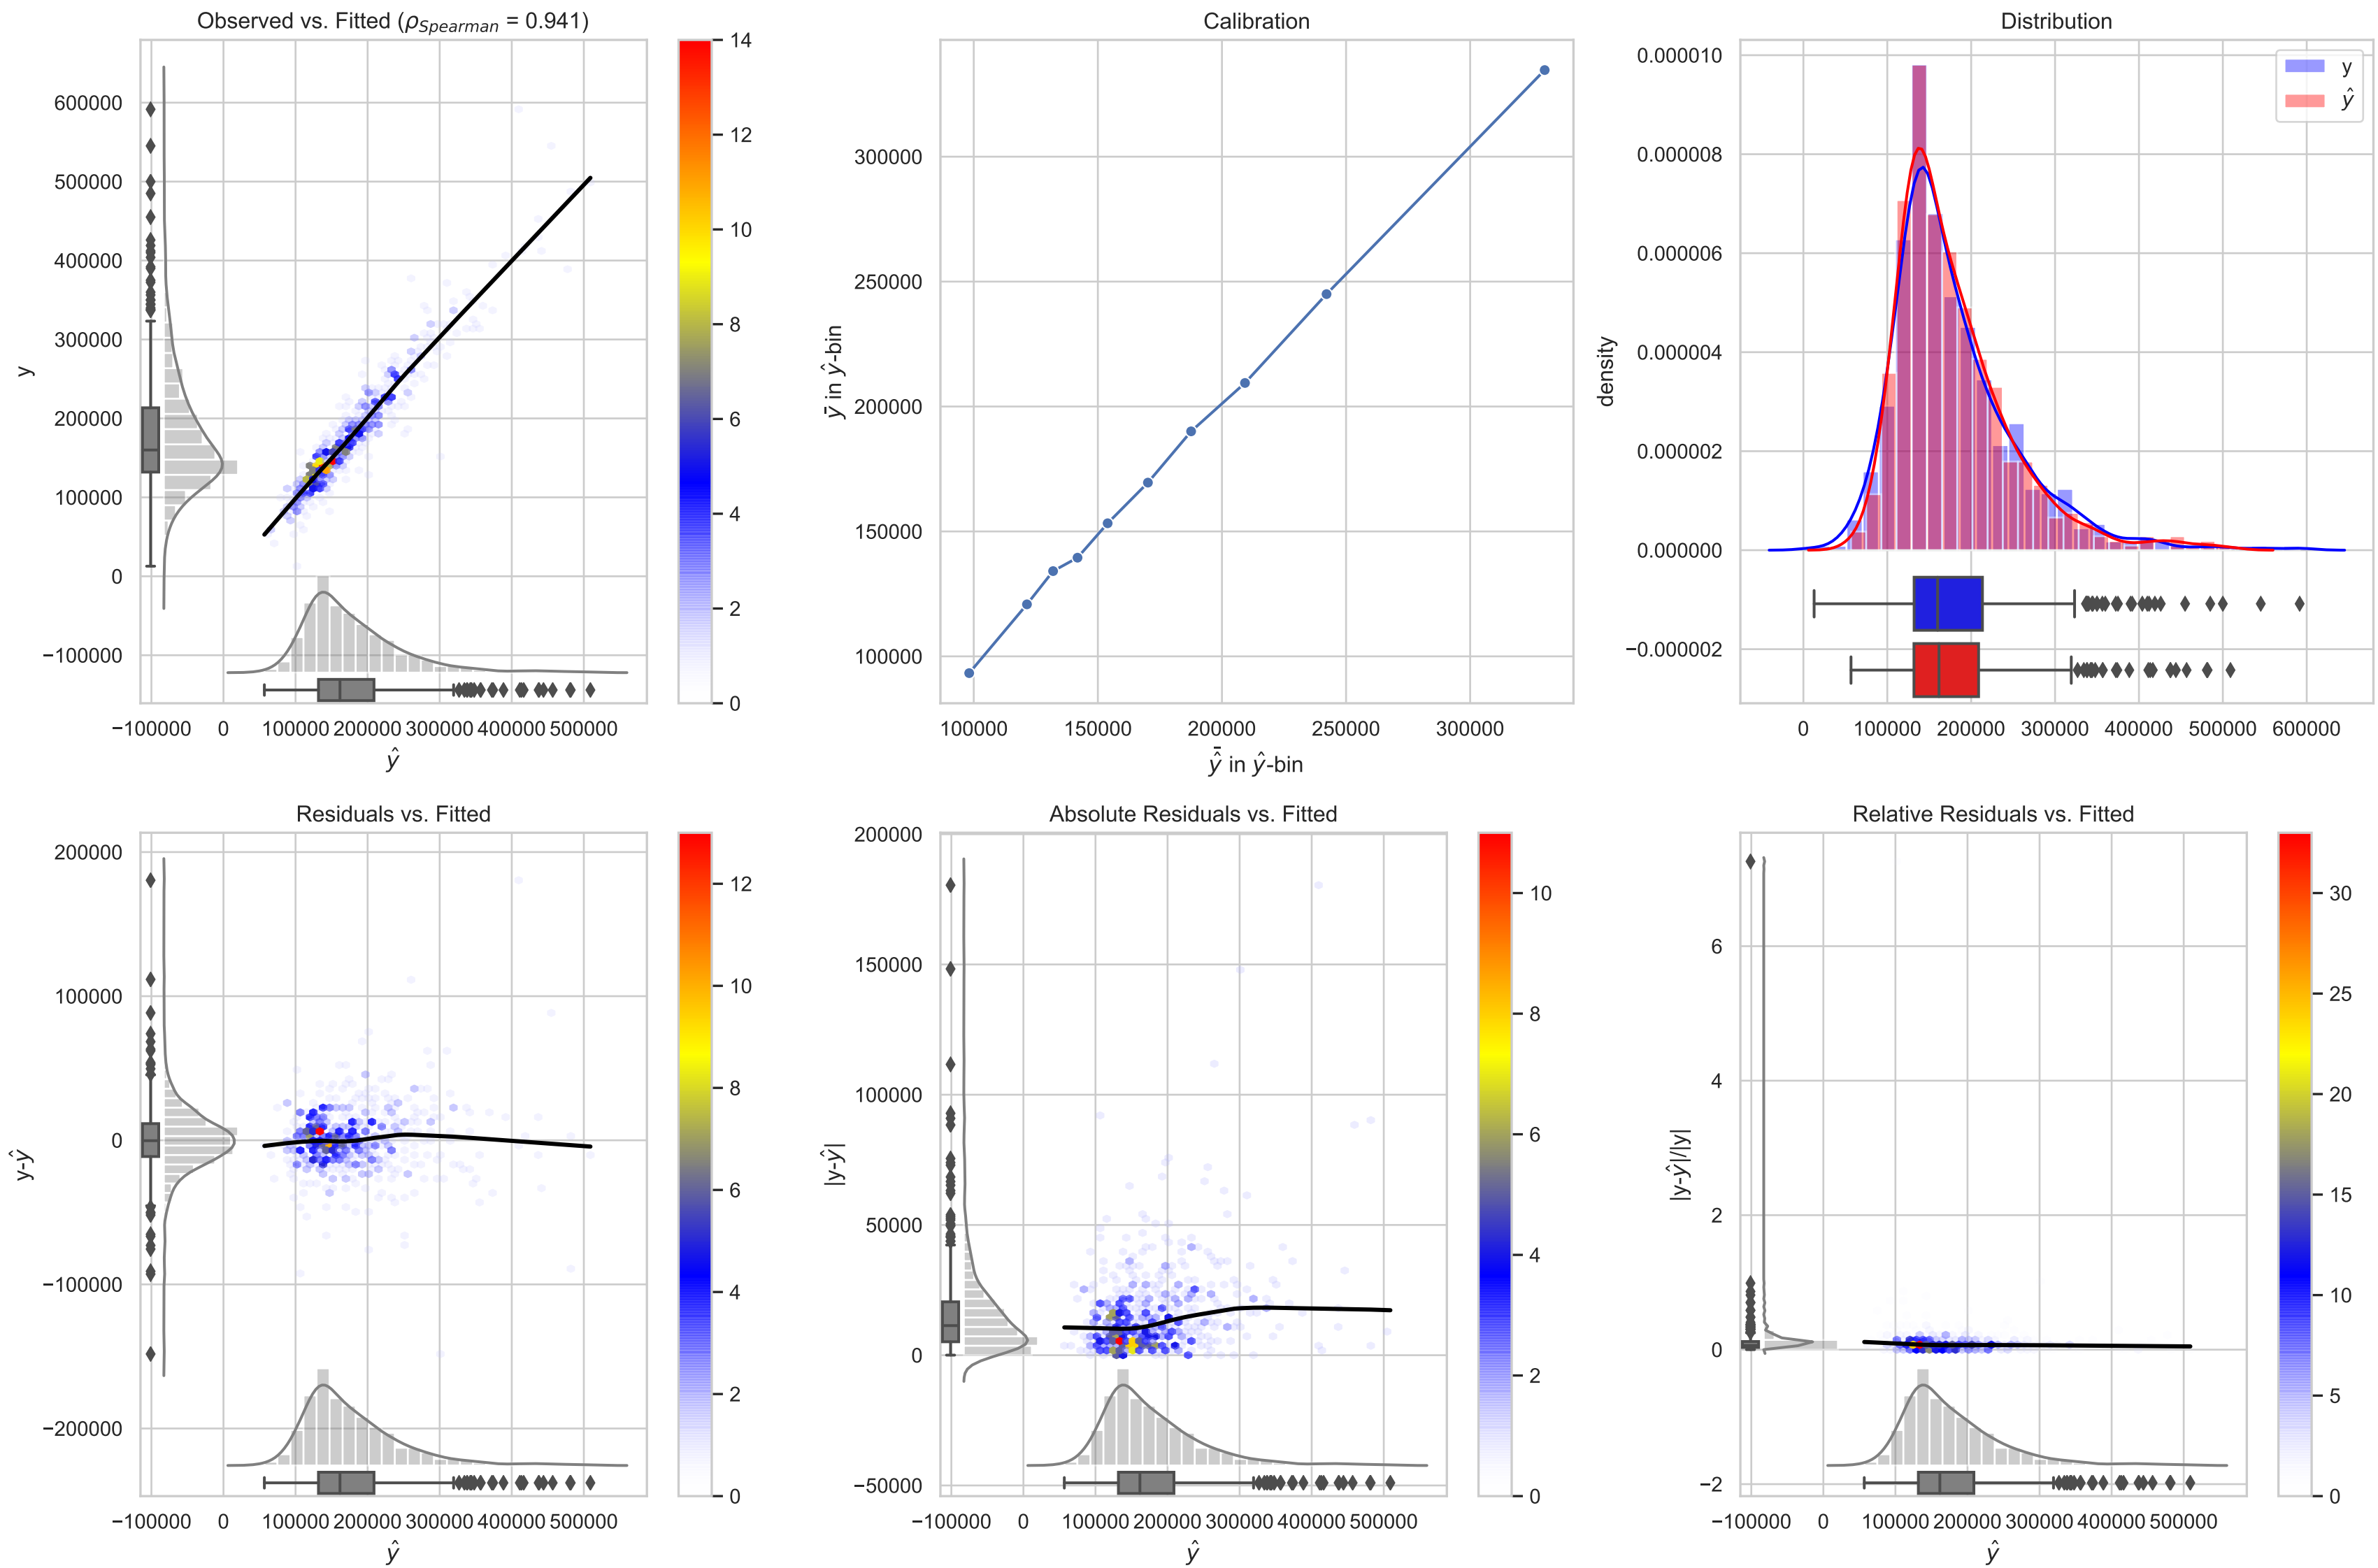 Observed vs. Fitted (ρSpearman = 0.941)
600000
500000
400000
300000
200000
100000
0
−100000
y
−100000 0 100000 200000 300000 400000 500000
ŷ
14
12
10
8
6
4
2
0
Calibration
300000
250000
200000
150000
100000
ȳ in ŷ-bin
100000 150000 200000 250000 300000
ŷ̄ in ŷ-bin
Distribution
y
ŷ
0.000010
0.000008
0.000006
0.000004
0.000002
0.000000
−0.000002
density
0 100000 200000 300000 400000 500000 600000
Residuals vs. Fitted
200000
100000
0
−100000
−200000
y-ŷ
−100000 0 100000 200000 300000 400000 500000
ŷ
12
10
8
6
4
2
0
Absolute Residuals vs. Fitted
200000
150000
100000
50000
0
−50000
|y-ŷ|
−100000 0 100000 200000 300000 400000 500000
ŷ
10
8
6
4
2
0
Relative Residuals vs. Fitted
6
4
2
0
−2
|y-ŷ|/|y|
−100000 0 100000 200000 300000 400000 500000
ŷ
30
25
20
15
10
5
0